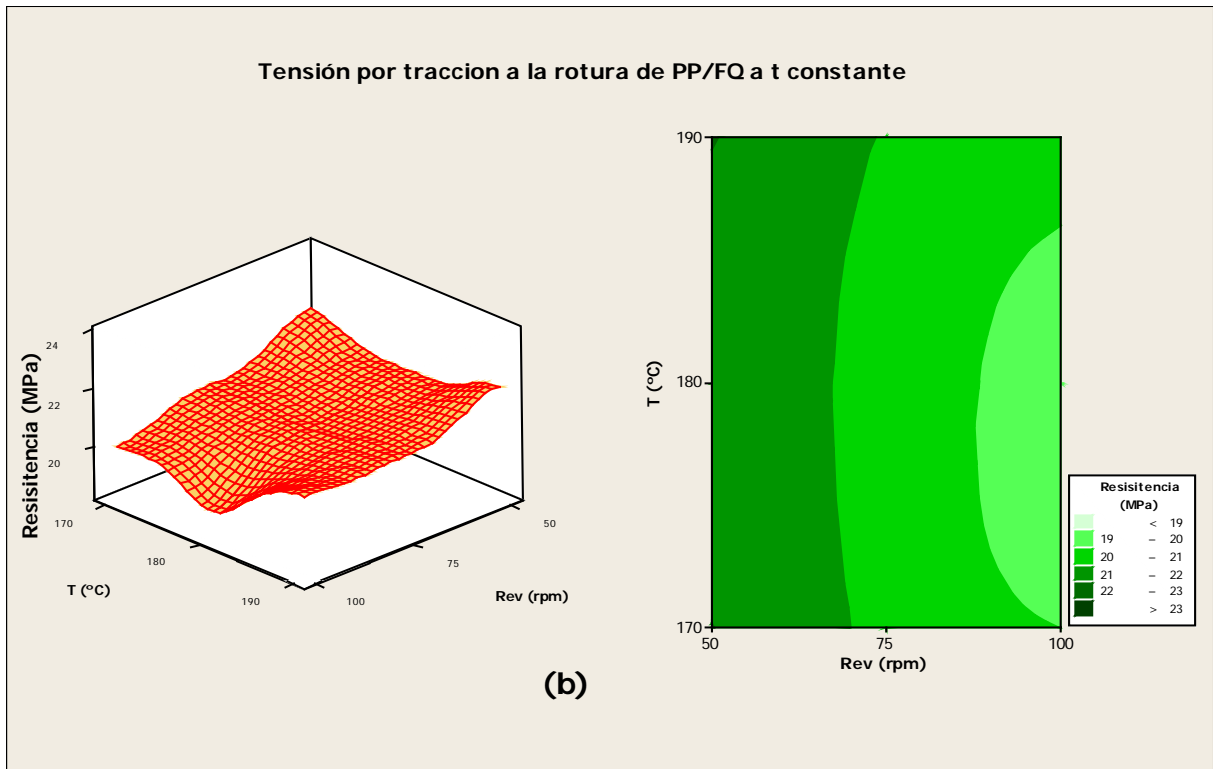 Tensión por traccion a la rotura de PP/FQ a t constante
24
22
20
Resisitencia (MPa)
170
180
190
T (ºC)
50
75
100
Rev (rpm)
190
180
170
T (ºC)
50
75
100
Rev (rpm)
Resisitencia
(MPa)
< 19
19 – 20
20 – 21
21 – 22
22 – 23
> 23
(b)